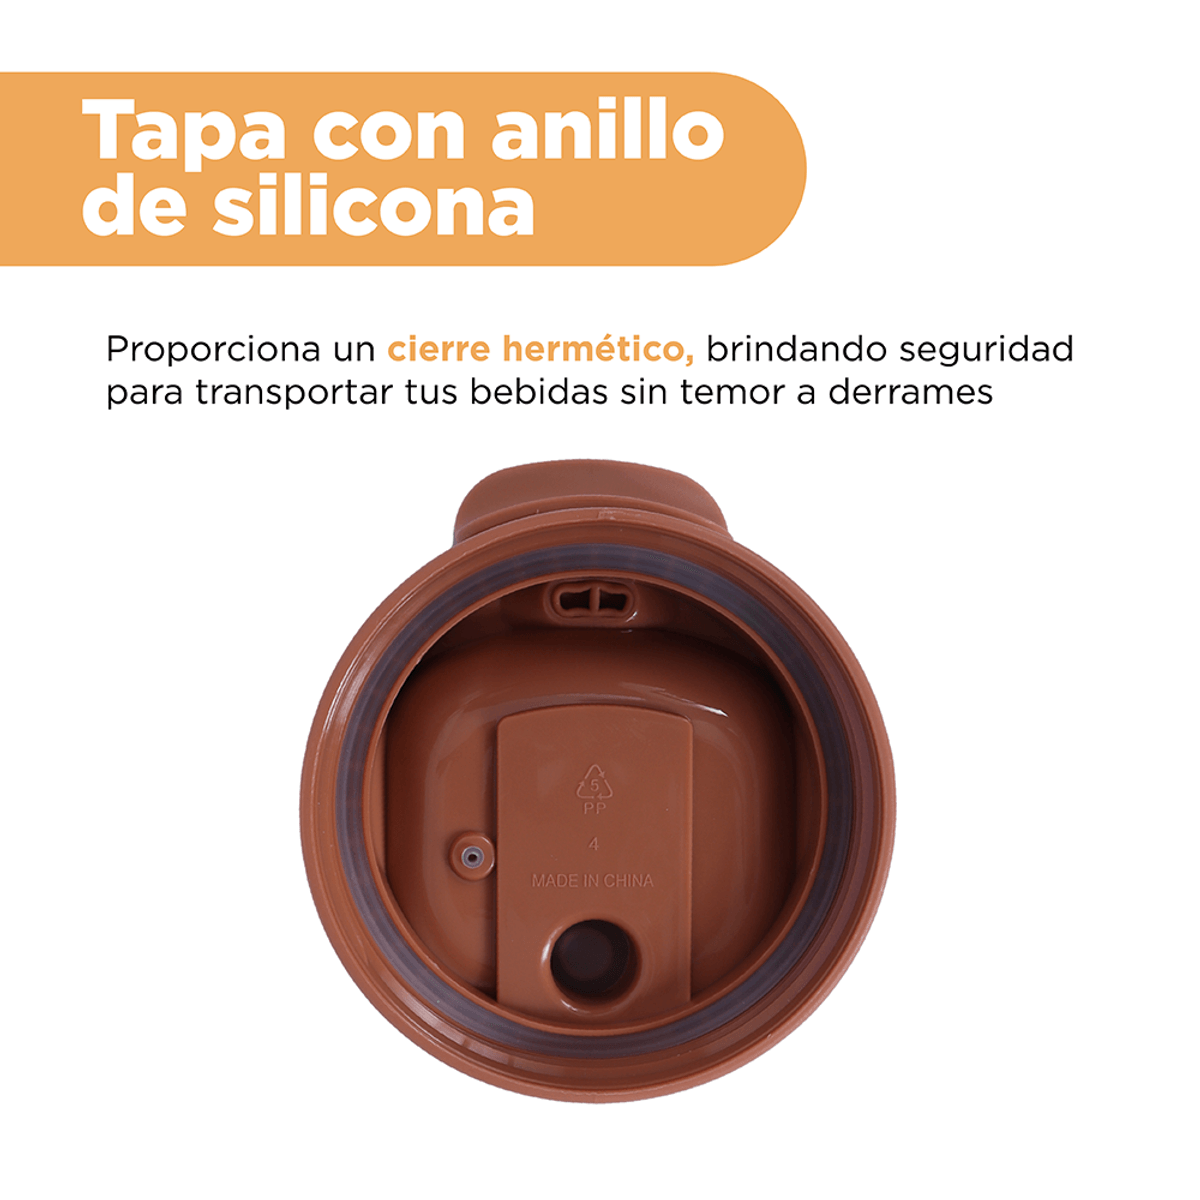 Tapa con anillo
de silicona
Proporciona un cierre hermético, brindando seguridad
para transportar tus bebidas sin temor a derrames
5
PP
4
MADE IN CHINA